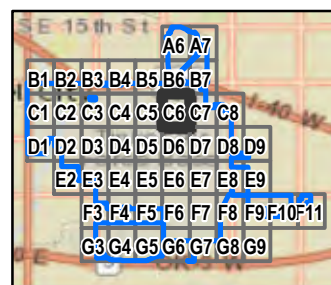 SE 15th St
A6 A7
B1 B2 B3 B4 B5 B6 B7
C1 C2 C3 C4 C5 C6 C7 C8
I-40 W
D1 D2 D3 D4 D5 D6 D7 D8 D9
E2 E3 E4 E5 E6 E7 E8 E9
F3 F4 F5 F6 F7 F8 F9 F10 F11
G3 G4 G5 G6 G7 G8 G9